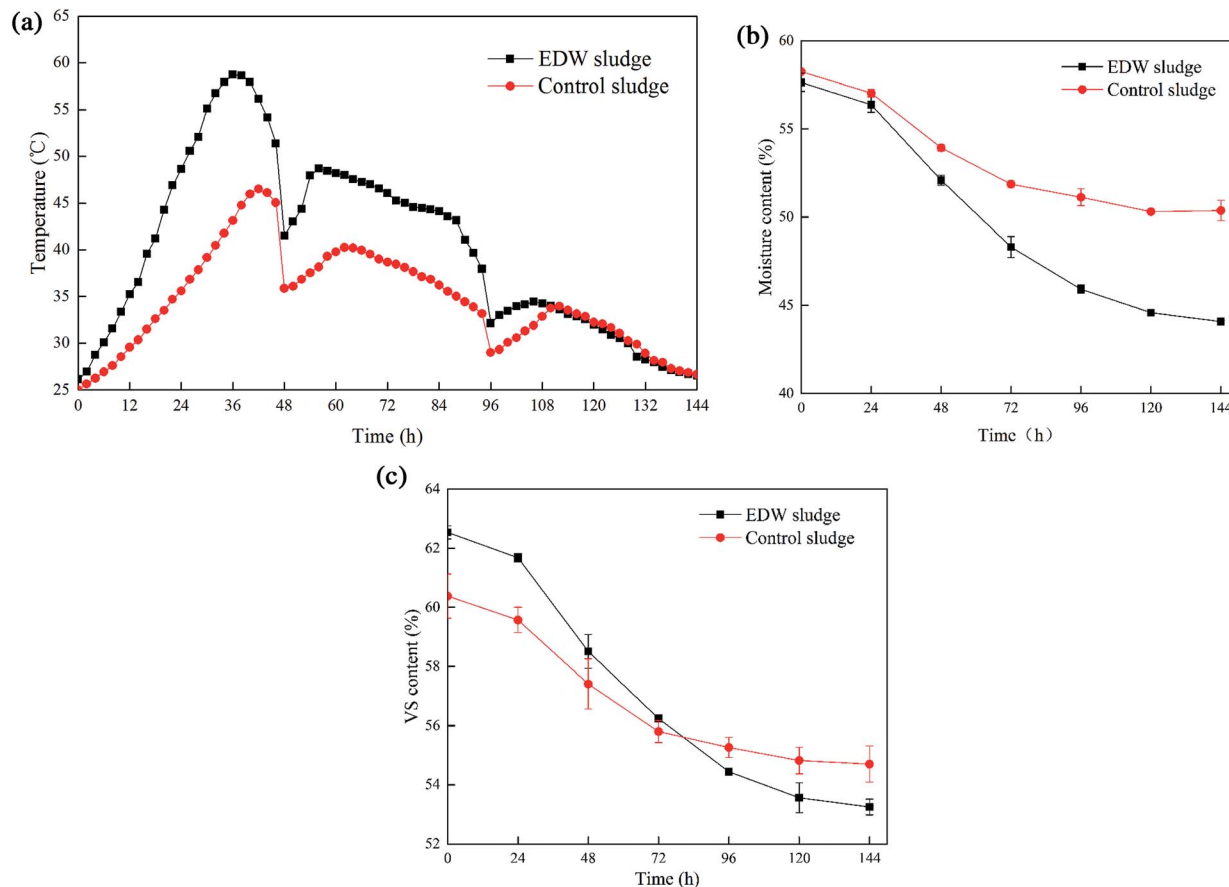 (a)
65
60
55
50
45
40
35
30
25
Temperature (℃)
EDW sludge
Control sludge
0 12 24 36 48 60 72 84 96 108 120 132 144
Time (h)
(b)
60
55
50
45
40
Moisture content (%)
EDW sludge
Control sludge
0 24 48 72 96 120 144
Time（h）
(c)
64
62
60
58
56
54
52
VS content (%)
EDW sludge
Control sludge
0 24 48 72 96 120 144
Time (h)